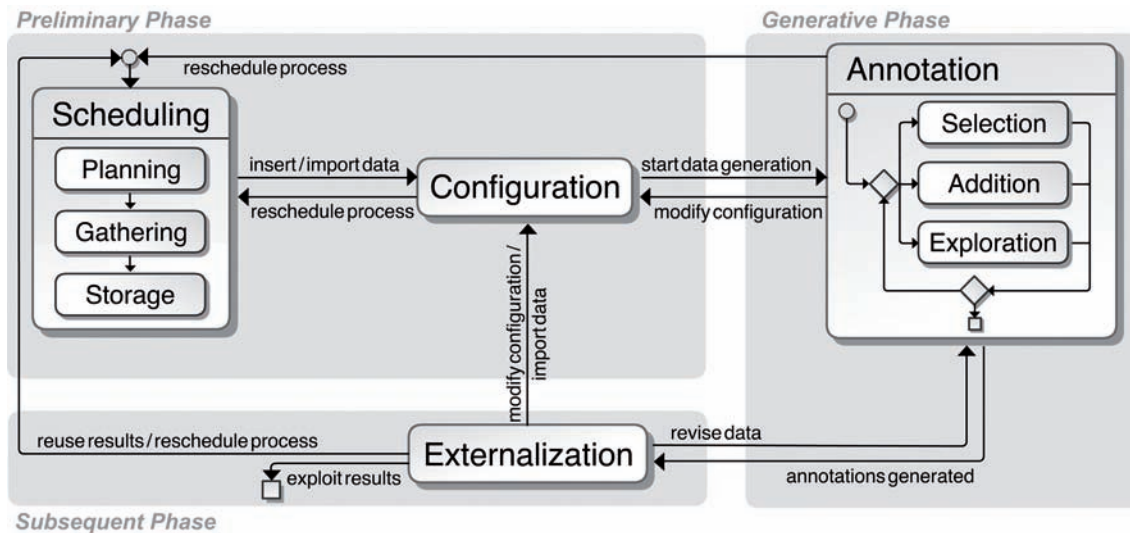 Preliminary Phase
Generative Phase
reschedule process
Annotation
Scheduling
Selection
Planning
insert / import data
Configuration
start data generation
Addition
Gathering
reschedule process
modify configuration
Exploration
Storage
modify configuration /
import data
reuse results / reschedule process
Externalization
revise data
exploit results
annotations generated
Subsequent Phase